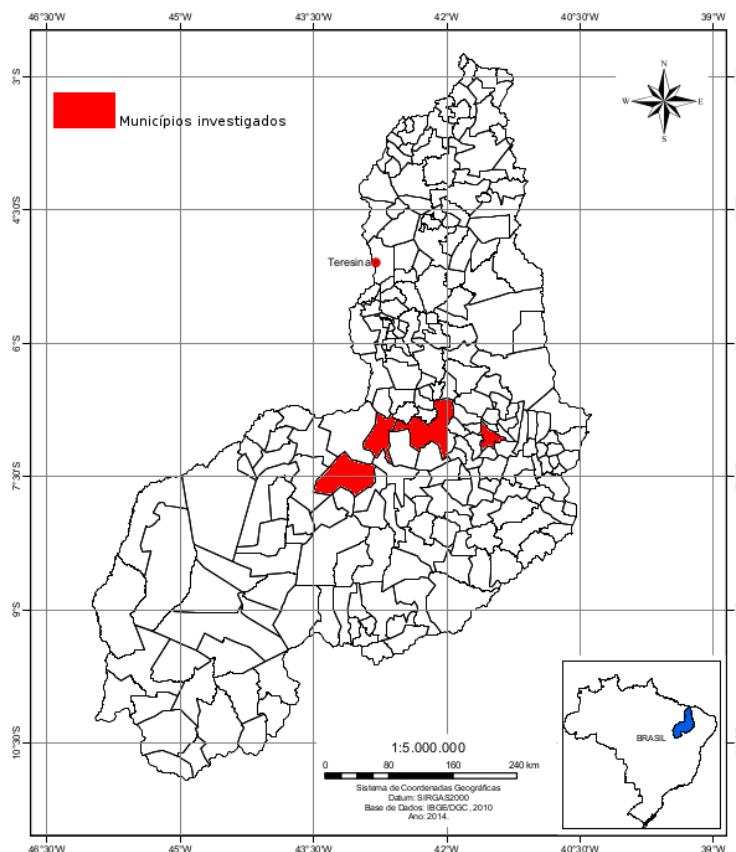 46°30'W 45°W 43°30'W 42°W 40°30'W 39°W
3°S
N
W E
S
Municípios investigados
4°30'S
Teresina
6°S
7°30'S
9°S
10°30'S
BRASIL
1:5.000.000
0 80 160 240 km
Sistema de Coordenadas Geográficas
Datum: SIRGAS2000
Base de Dados: IBGE/DGC, 2010
Ano: 2014.
46°30'W 45°W 43°30'W 42°W 40°30'W 39°W